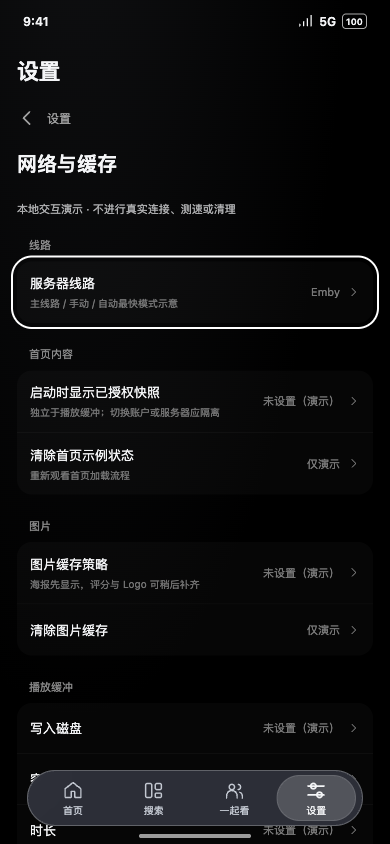 9:41
5G 100
设置
设置
网络与缓存
本地交互演示 · 不进行真实连接、测速或清理
线路
服务器线路
Emby
主线路 / 手动 / 自动最快模式示意
首页内容
启动时显示已授权快照
未设置（演示）
独立于播放缓冲；切换账户或服务器应隔离
清除首页示例状态
仅演示
重新观看首页加载流程
图片
图片缓存策略
未设置（演示）
海报先显示，评分与 Logo 可稍后补齐
清除图片缓存
仅演示
播放缓冲
写入磁盘
未设置（演示）
首页
搜索
一起看
设置
时长
未设置（演示）